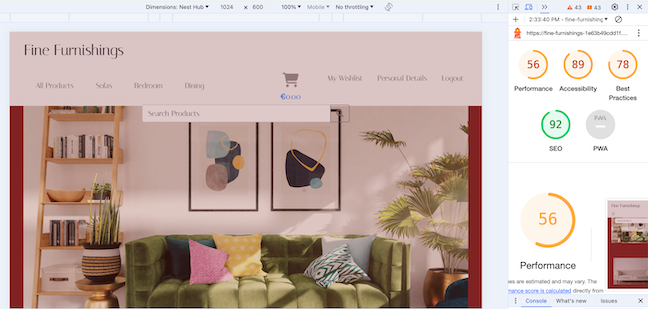 Dimensions: Nest Hub ▾ 1024 × 600 100% ▾ Mobile ▾ No throttling ▾
43 43
2:33:40 PM - fine-furnishing
https://fine-furnishings-1e63b49cdd1f....
Fine Furnishings
All Products Sofas Bedroom Dining
€0.00
My Wishlist Personal Details Logout
Search Products
56 89 78
Performance Accessibility Best
Practices
92
PWA
SEO PWA
56
Fine Furnishings
Performance
es are estimated and may vary. The
mance score is calculated directly from
Console What's new Issues